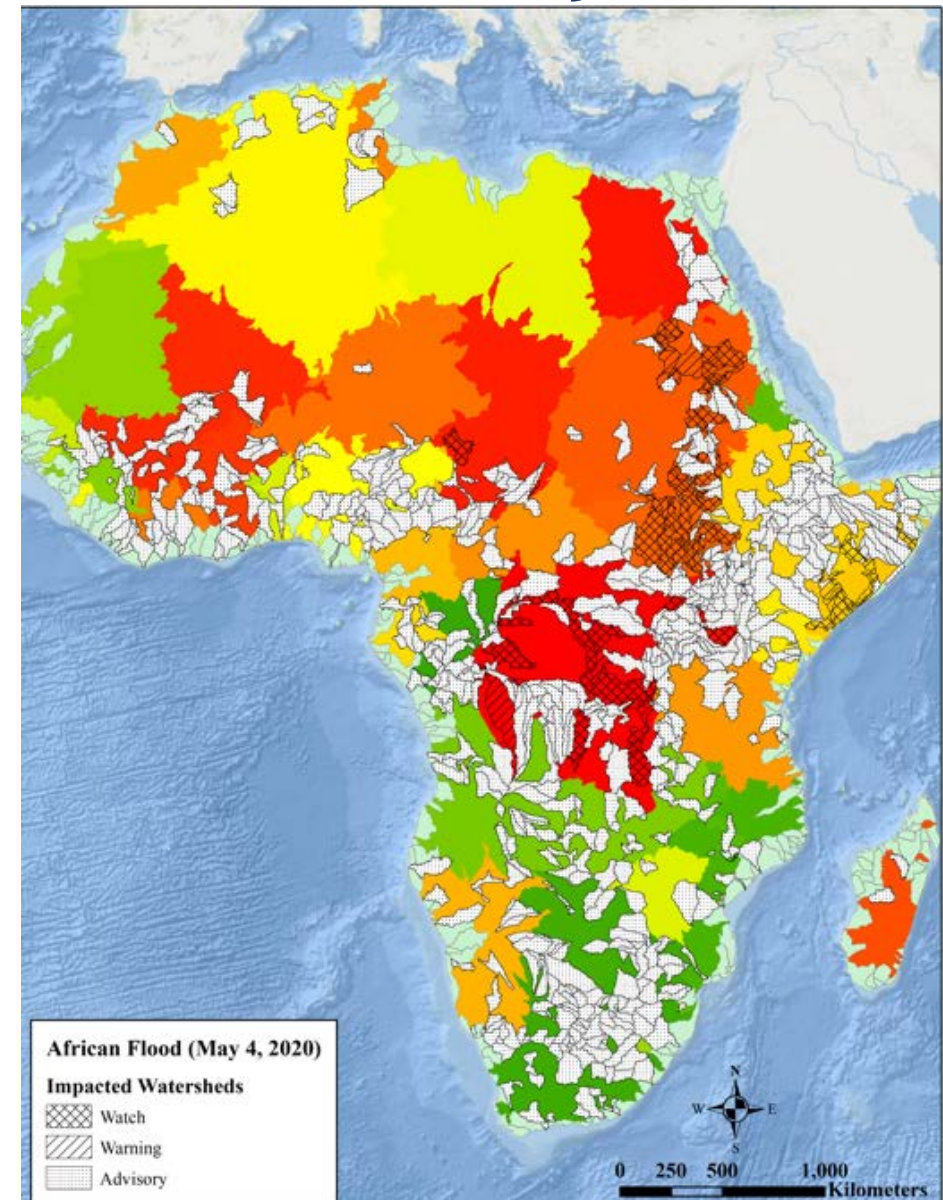 N
W E
S
African Flood (May 4, 2020)
Impacted Watersheds
Watch
Warning
Advisory
0 250 500 1,000
Kilometers